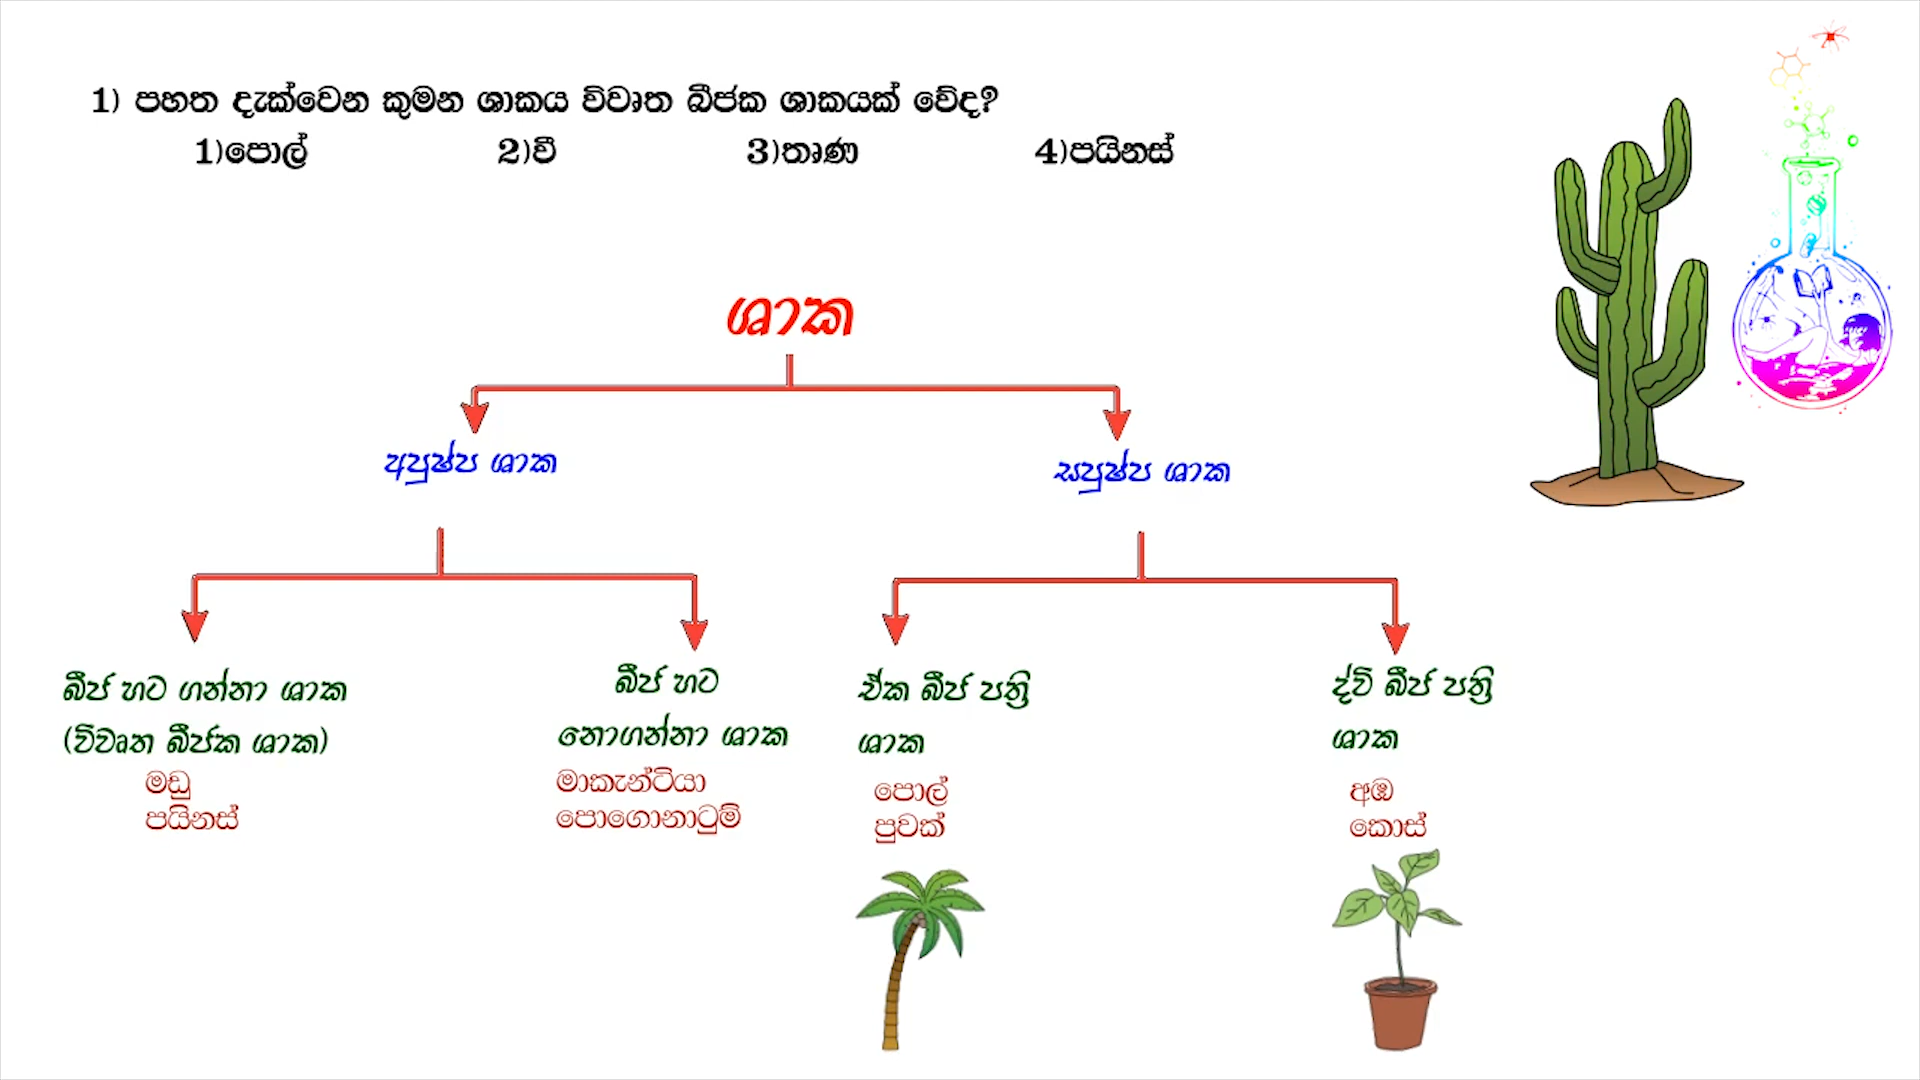 1) පහත දැක්වෙන කුමන ශාකය විවෘත බීජක ශාකයක් වේද?
1)පොල් 2)වී 3)තෘණ 4)පයිනස්
ශාක
අපුෂ්ප ශාක
සපුෂ්ප ශාක
බීජ හට ගන්නා ශාක
(විවෘත බීජක ශාක)
මඩු
පයිනස්
බීජ හට
නොගන්නා ශාක
මාකැන්ටියා
පොගොනාටුම්
ඒක බීජ පත්‍රි
ශාක
පොල්
පුවක්
ද්වි බීජ පත්‍රි
ශාක
අඹ
කොස්